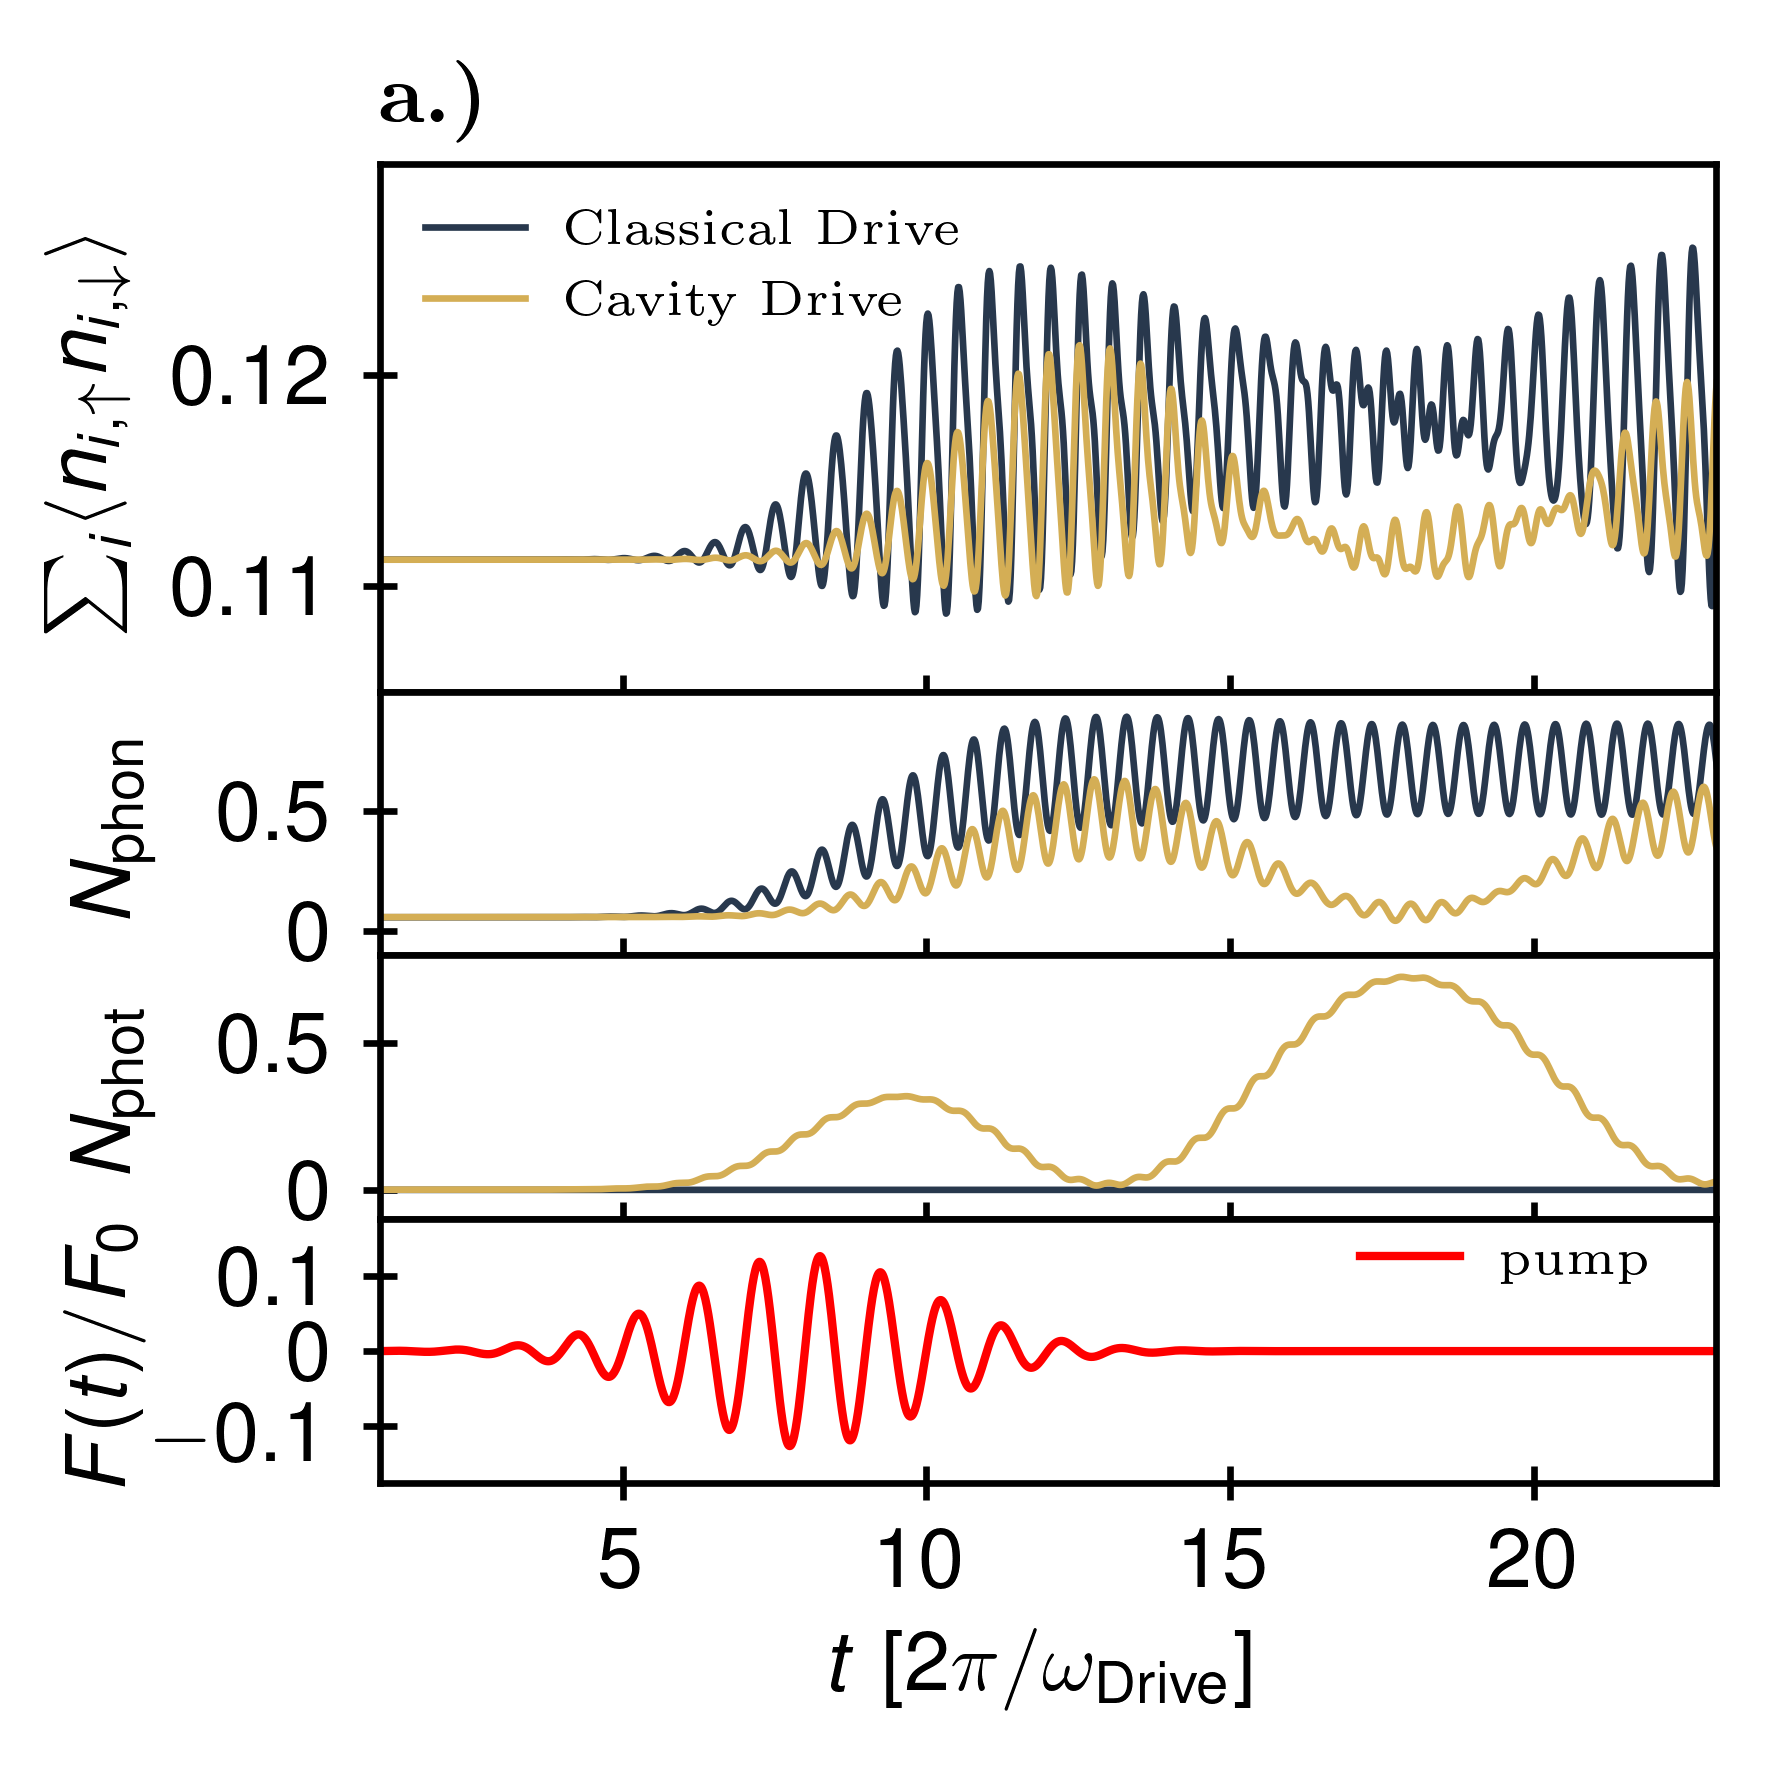 a.)
Classical Drive
Cavity Drive
∑i⟨ni,↑ni,↓⟩
0.12
0.11
Nphon
0.5
0
Nphot
0.5
0
F(t)/F0
0.1
0
−0.1
pump
5 10 15 20
t [2π/ωDrive]